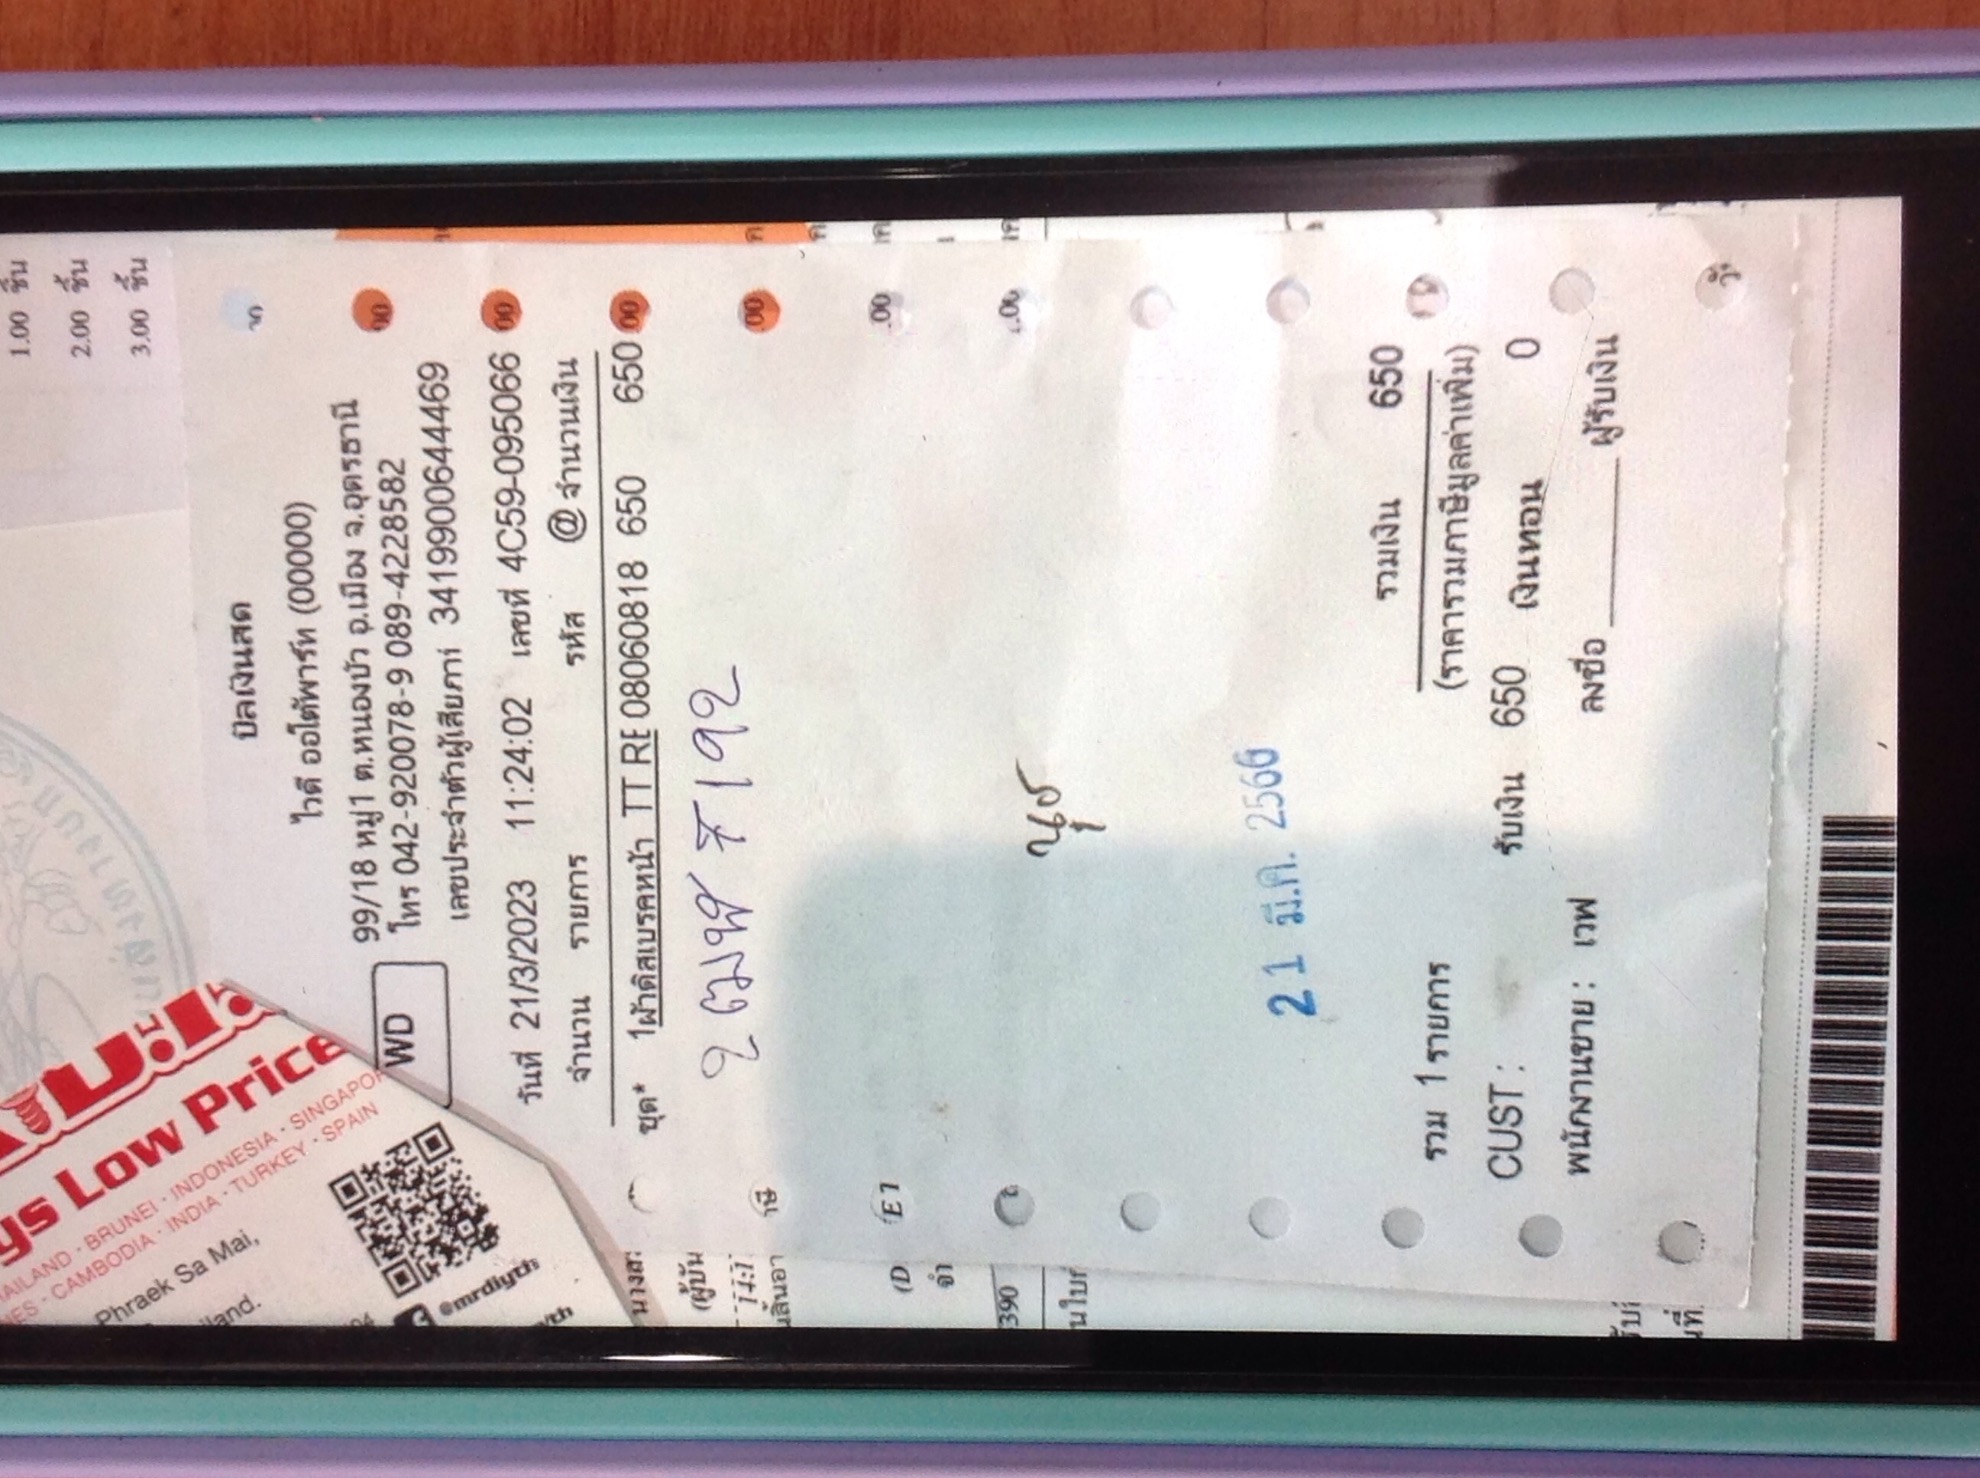 1.00 ชิ้น
2.00 ชิ้น
3.00 ชิ้น
ys Low Price
AILAND · BRUNEI · INDONESIA · SINGAPOR
NES · CAMBODIA · INDIA · TURKEY · SPAIN
Phraek Sa Mai,
iland.
@mrdiyth
บิลเงินสด
ไวดี ออโต้พาร์ท (00000)
WD
99/18 หมู่1 ต.หนองบัว อ.เมือง จ.อุดรธานี
โทร 042-920078-9 089-4228582
เลขประจำตัวผู้เสียภาษี 3419900644469
วันที่ 21/3/2023 11:24:02 เลขที่ 4C59-095066
จำนวน รายการ รหัส @ จำนวนเงิน
ชุด* 1ผ้าดิสเบรคหน้า TT RE 08060818 650 650
นุช
21 มี.ค. 2566
รวม 1 รายการ รวมเงิน 650
(ราคารวมภาษีมูลค่าเพิ่ม)
CUST : รับเงิน 650 เงินทอน 0
พนักงานขาย : เวฟ ลงชื่อ ผู้รับเงิน
390